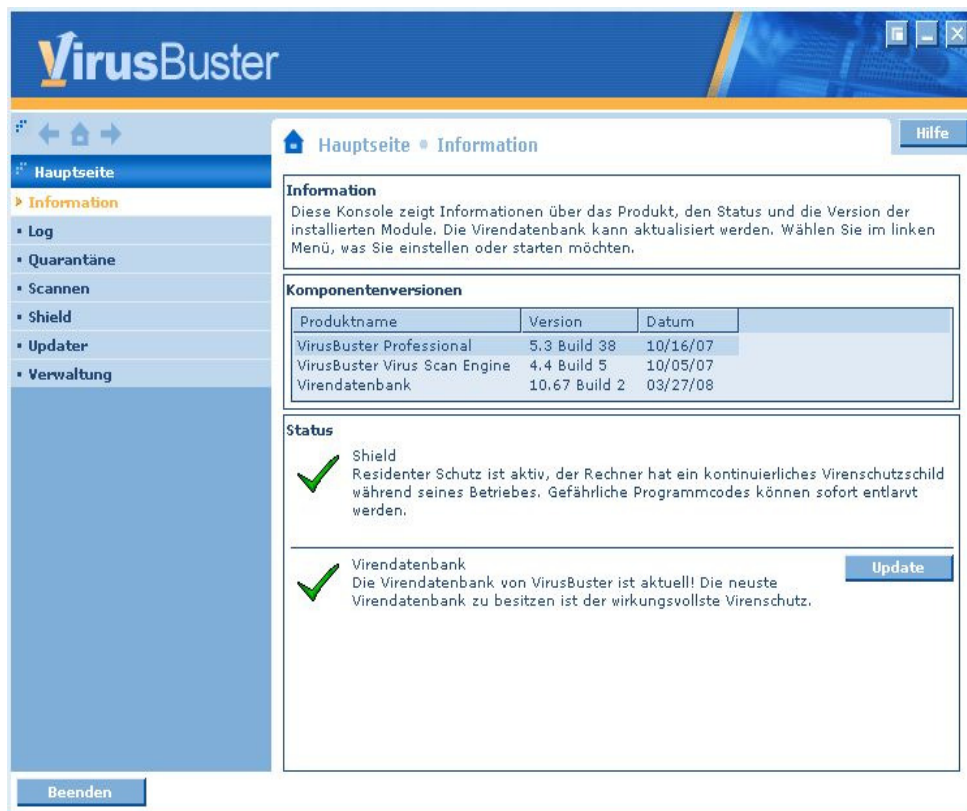 VirusBuster
Hauptseite • Information
Hilfe
Hauptseite
Information
Log
Quarantäne
Scannen
Shield
Updater
Verwaltung
Information
Diese Konsole zeigt Informationen über das Produkt, den Status und die Version der
installierten Module. Die Virendatenbank kann aktualisiert werden. Wählen Sie im linken
Menü, was Sie einstellen oder starten möchten.
Komponentenversionen
Produktname Version Datum
VirusBuster Professional 5.3 Build 38 10/16/07
VirusBuster Virus Scan Engine 4.4 Build 5 10/05/07
Virendatenbank 10.67 Build 2 03/27/08
Status
Shield
Residenter Schutz ist aktiv, der Rechner hat ein kontinuierliches Virenschutzschild
während seines Betriebes. Gefährliche Programmcodes können sofort entlarvt
werden.
Virendatenbank
Die Virendatenbank von VirusBuster ist aktuell! Die neuste
Virendatenbank zu besitzen ist der wirkungsvollste Virenschutz.
Update
Beenden